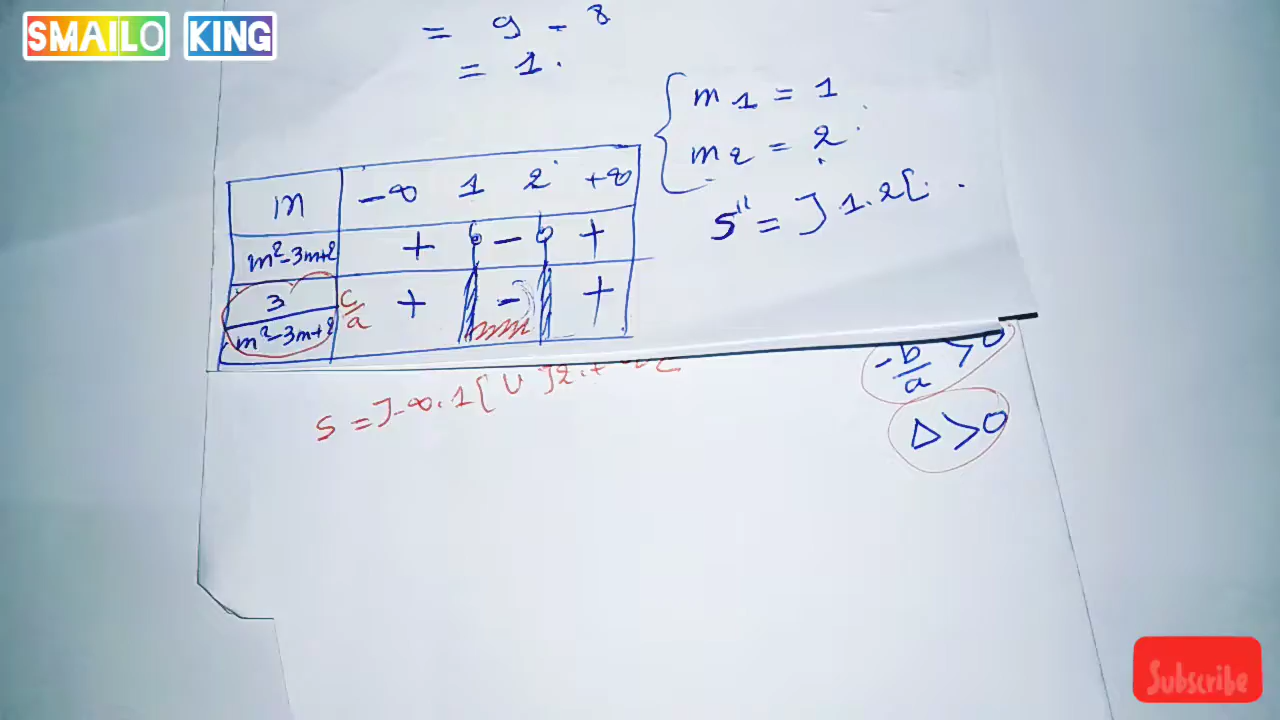 SMAILO KING
= 9 - 8
= 1.
m1 = 1
m2 = 2
S'' = ]1.2[
m -∞ 1 2 +∞
m²-3m+2 + 0 - 0 +
3/(m²-3m+2) c/a + - +
-b/a >0
S = ]-∞.1[ U ]2.+∞[
Δ >0
Subscribe